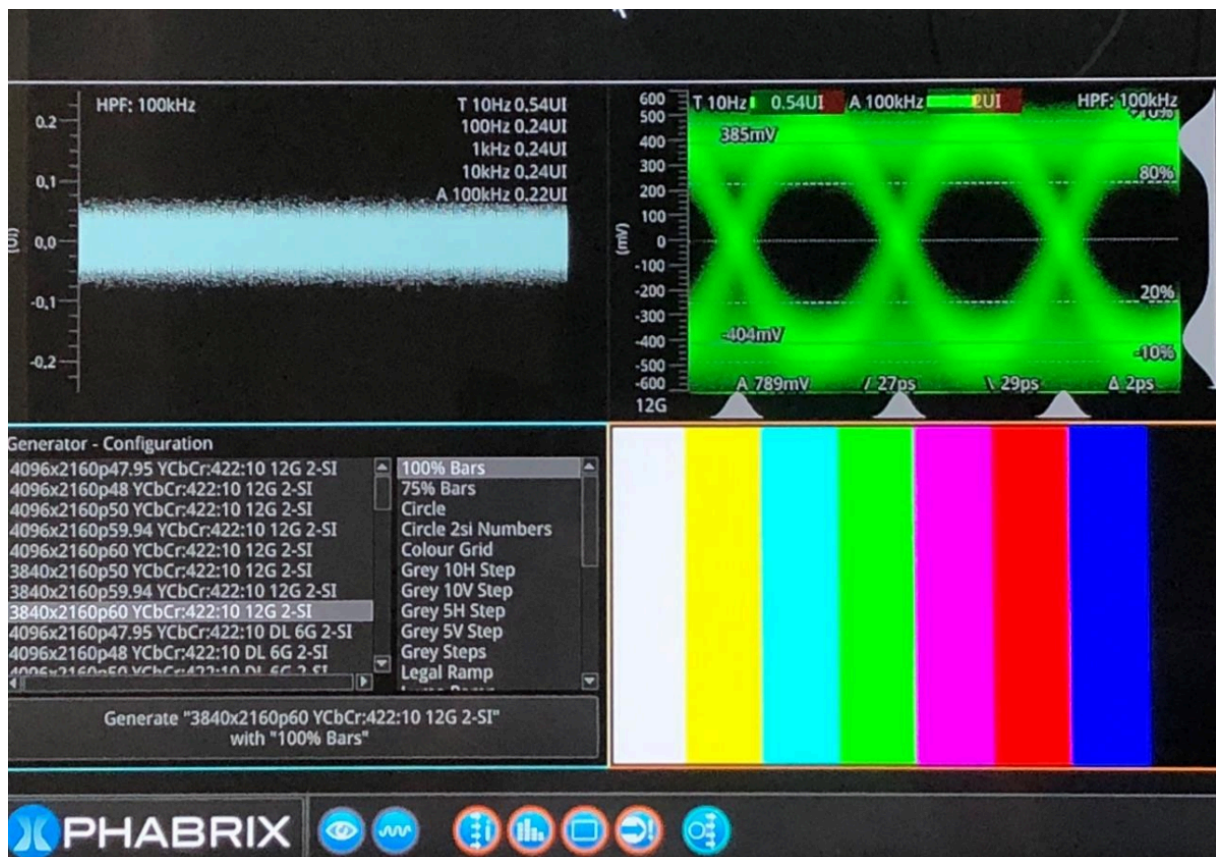 HPF: 100kHz
T 10Hz 0.54UI
100Hz 0.24UI
1kHz 0.24UI
10kHz 0.24UI
A 100kHz 0.22UI
0.2
0.1
0.0
-0.1
-0.2
(UI)
T 10Hz 0.54UI A 100kHz 2UI HPF: 100kHz
600
500
400
300
200
100
0
-100
-200
-300
-400
-500
-600
(mV)
385mV
+10%
80%
20%
-404mV
-10%
A 789mV / 27ps \ 29ps Δ 2ps
12G
Generator - Configuration
4096x2160p47.95 YCbCr:422:10 12G 2-SI
4096x2160p48 YCbCr:422:10 12G 2-SI
4096x2160p50 YCbCr:422:10 12G 2-SI
4096x2160p59.94 YCbCr:422:10 12G 2-SI
4096x2160p60 YCbCr:422:10 12G 2-SI
3840x2160p50 YCbCr:422:10 12G 2-SI
3840x2160p59.94 YCbCr:422:10 12G 2-SI
3840x2160p60 YCbCr:422:10 12G 2-SI
4096x2160p47.95 YCbCr:422:10 DL 6G 2-SI
4096x2160p48 YCbCr:422:10 DL 6G 2-SI
4096x2160p50 YCbCr:422:10 DL 6G 2-SI
100% Bars
75% Bars
Circle
Circle 2si Numbers
Colour Grid
Grey 10H Step
Grey 10V Step
Grey 5H Step
Grey 5V Step
Grey Steps
Legal Ramp
Generate "3840x2160p60 YCbCr:422:10 12G 2-SI"
with "100% Bars"
PHABRIX